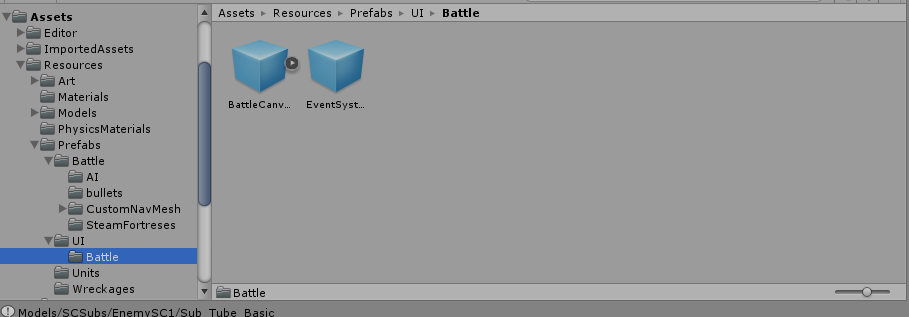 Assets
Editor
ImportedAssets
Resources
Art
Materials
Models
PhysicsMaterials
Prefabs
Battle
AI
bullets
CustomNavMesh
SteamFortreses
UI
Battle
Units
Wreckages
Assets ▸ Resources ▸ Prefabs ▸ UI ▸ Battle
BattleCanv...
EventSyst...
Battle
Models/SCSubs/EnemySC1/Sub_Tube_Basic